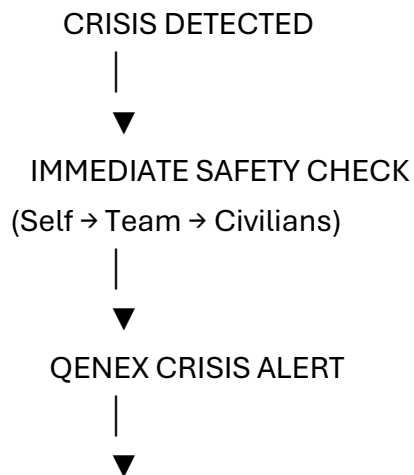 CRISIS DETECTED
│
▼
IMMEDIATE SAFETY CHECK
(Self → Team → Civilians)
│
▼
QENEX CRISIS ALERT
│
▼